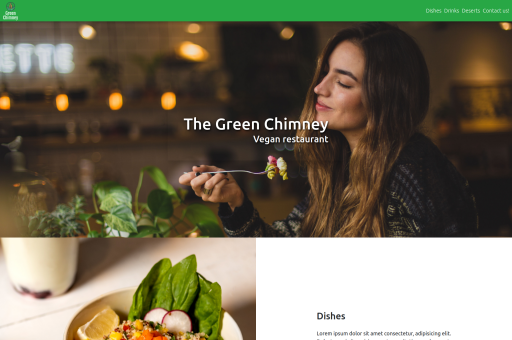 Green
Chimney
Dishes Drinks Deserts Contact us!
ETTE
The Green Chimney
Vegan restaurant
Dishes
Lorem ipsum dolor sit amet consectetur, adipisicing elit.